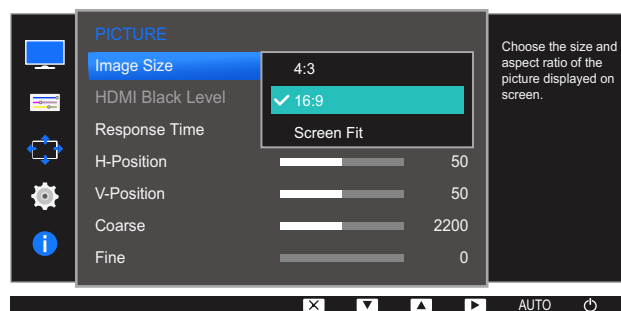 PICTURE
Image Size
4:3
HDMI Black Level
16:9
Response Time
Screen Fit
H-Position 50
V-Position 50
Coarse 2200
Fine 0
Choose the size and
aspect ratio of the
picture displayed on
screen.
AUTO